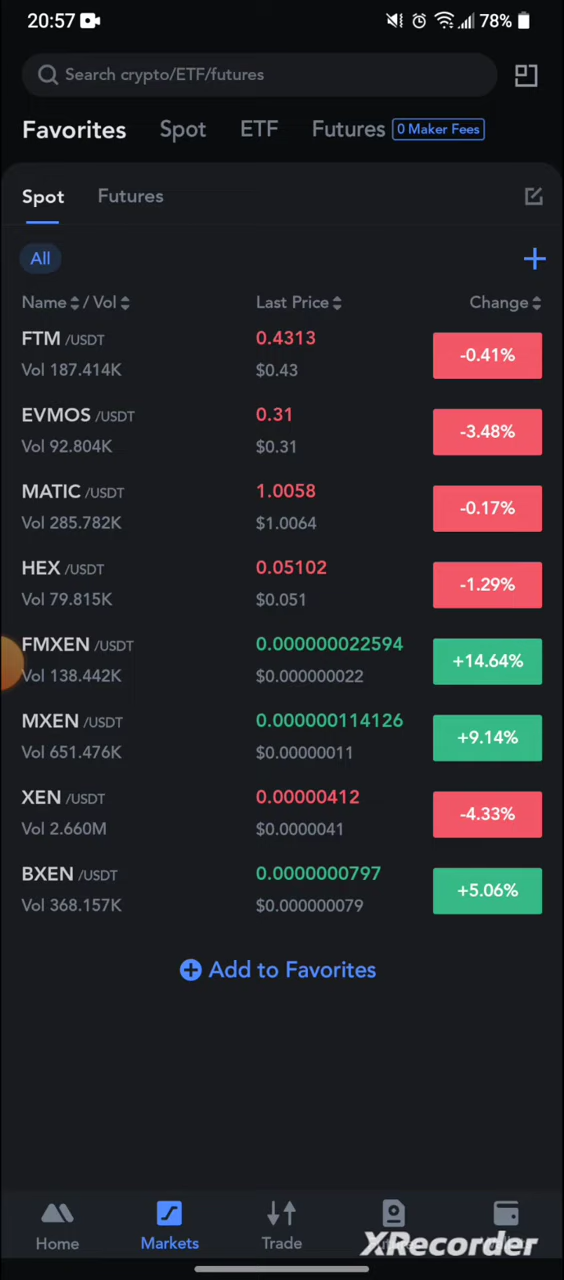 20:57 78%
Search crypto/ETF/futures
Favorites Spot ETF Futures 0 Maker Fees
Spot Futures
All
Name / Vol Last Price Change
FTM /USDT 0.4313 -0.41%
Vol 187.414K $0.43
EVMOS /USDT 0.31 -3.48%
Vol 92.804K $0.31
MATIC /USDT 1.0058 -0.17%
Vol 285.782K $1.0064
HEX /USDT 0.05102 -1.29%
Vol 79.815K $0.051
FMXEN /USDT 0.000000022594 +14.64%
Vol 138.442K $0.000000022
MXEN /USDT 0.000000114126 +9.14%
Vol 651.476K $0.00000011
XEN /USDT 0.00000412 -4.33%
Vol 2.660M $0.0000041
BXEN /USDT 0.0000000797 +5.06%
Vol 368.157K $0.000000079
Add to Favorites
Home Markets Trade
XRecorder